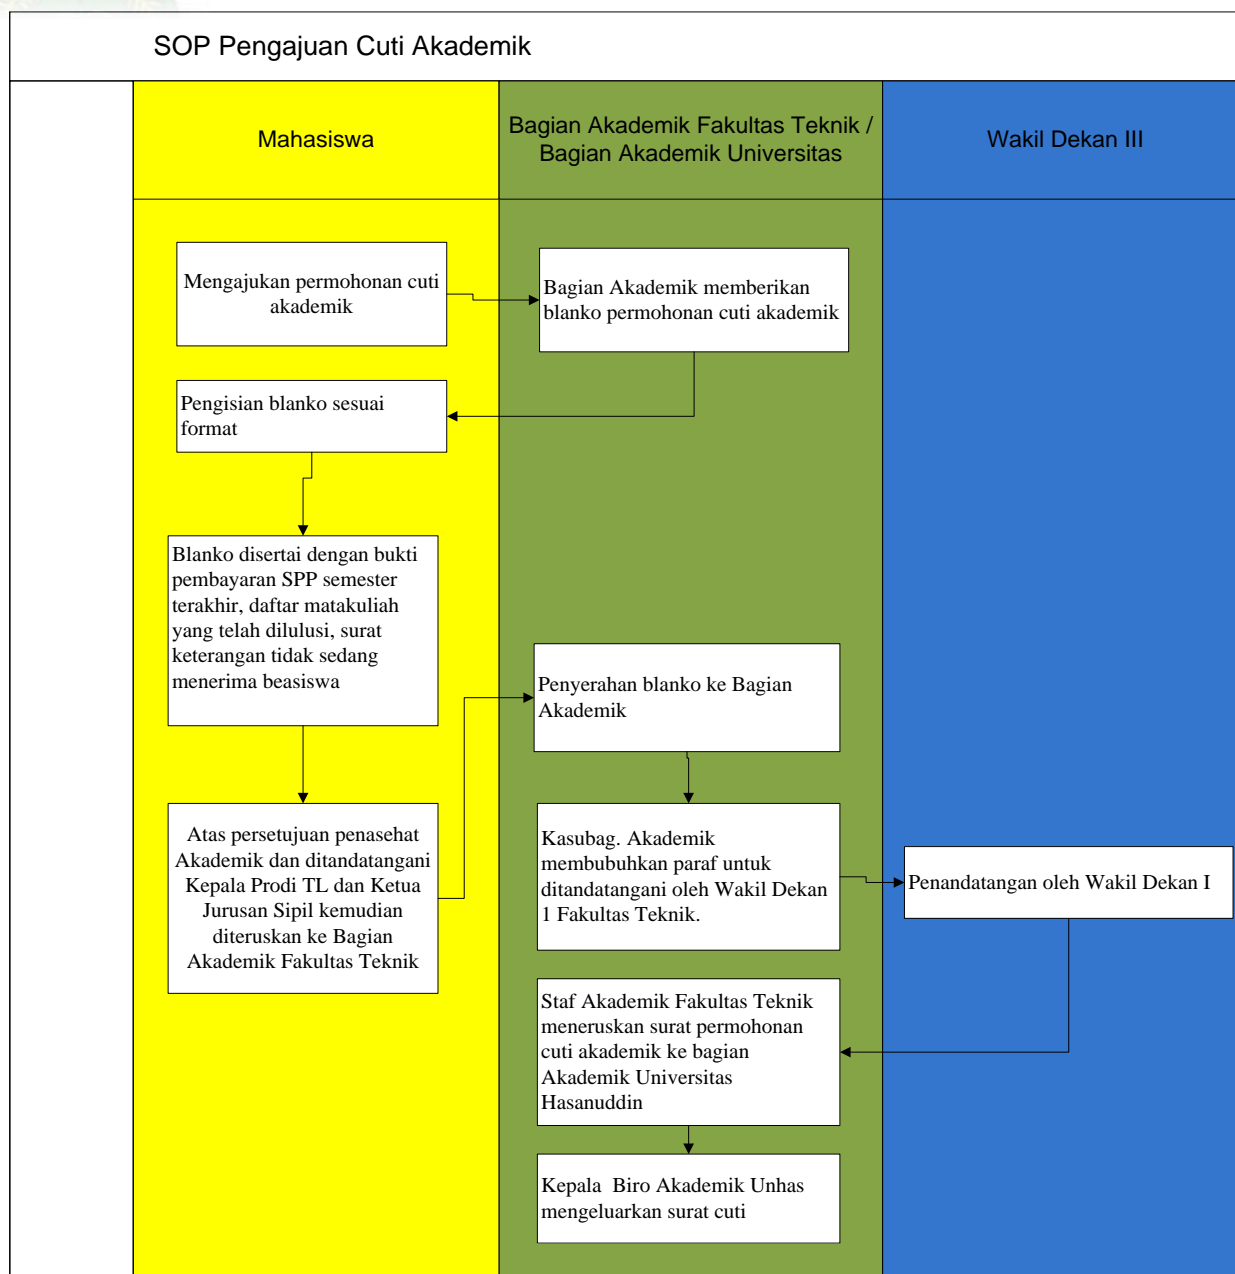 SOP Pengajuan Cuti Akademik
Mahasiswa
Bagian Akademik Fakultas Teknik /
Bagian Akademik Universitas
Wakil Dekan III
Mengajukan permohonan cuti
akademik
Bagian Akademik memberikan
blanko permohonan cuti akademik
Pengisian blanko sesuai
format
Blanko disertai dengan bukti
pembayaran SPP semester
terakhir, daftar matakuliah
yang telah dilulusi, surat
keterangan tidak sedang
menerima beasiswa
Atas persetujuan penasehat
Akademik dan ditandatangani
Kepala Prodi TL dan Ketua
Jurusan Sipil kemudian
diteruskan ke Bagian
Akademik Fakultas Teknik
Penyerahan blanko ke Bagian
Akademik
Kasubag. Akademik
membubuhkan paraf untuk
ditandatangani oleh Wakil Dekan
1 Fakultas Teknik.
Penandatangan oleh Wakil Dekan I
Staf Akademik Fakultas Teknik
meneruskan surat permohonan
cuti akademik ke bagian
Akademik Universitas
Hasanuddin
Kepala  Biro Akademik Unhas
mengeluarkan surat cuti